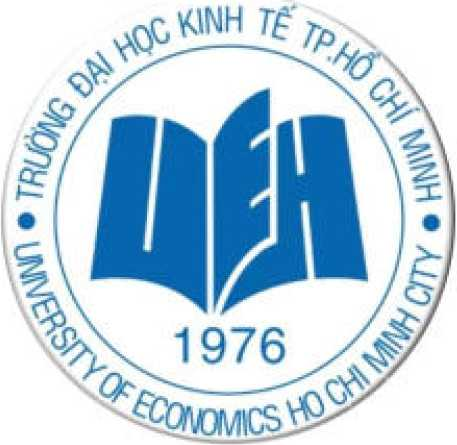 TRƯỜNG ĐẠI HỌC KINH TẾ TP.HỒ CHÍ MINH
UEH
1976
UNIVERSITY OF ECONOMICS HO CHI MINH CITY